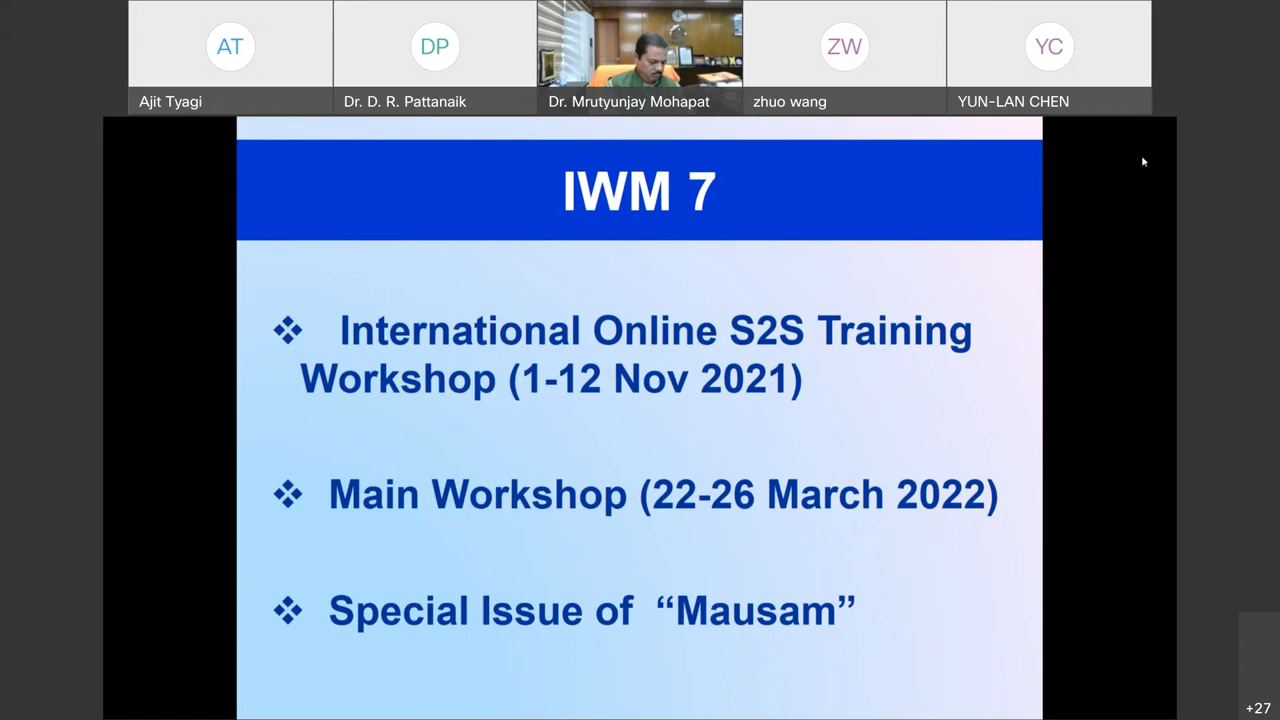 AT
DP
ZW
YC
Ajit Tyagi
Dr. D. R. Pattanaik
Dr. Mrutyunjay Mohapat
zhuo wang
YUN-LAN CHEN
IWM 7
❖ International Online S2S Training
Workshop (1-12 Nov 2021)
❖ Main Workshop (22-26 March 2022)
❖ Special Issue of “Mausam”
+27